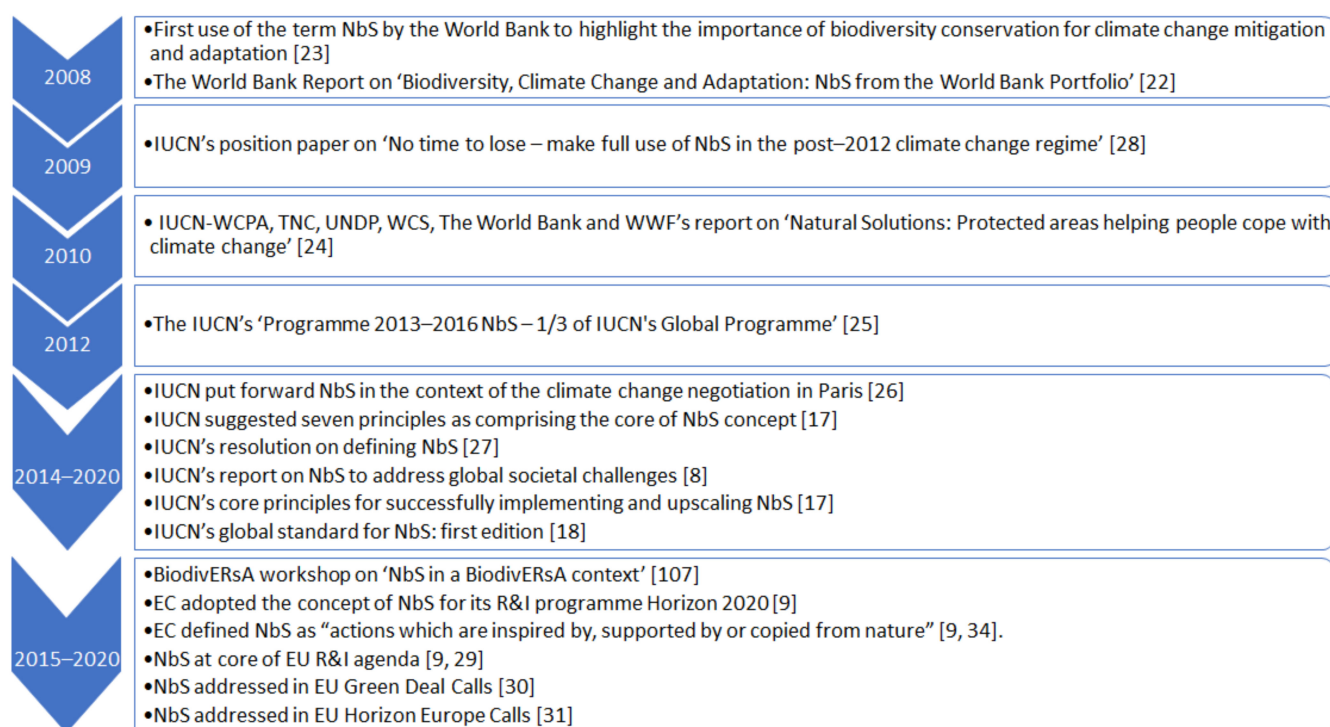 2008
•First use of the term NbS by the World Bank to highlight the importance of biodiversity conservation for climate change mitigation
and adaptation [23]
•The World Bank Report on ‘Biodiversity, Climate Change and Adaptation: NbS from the World Bank Portfolio’ [22]
2009
•IUCN’s position paper on ‘No time to lose – make full use of NbS in the post–2012 climate change regime’ [28]
2010
• IUCN-WCPA, TNC, UNDP, WCS, The World Bank and WWF’s report on ‘Natural Solutions: Protected areas helping people cope with
climate change’ [24]
2012
•The IUCN’s ‘Programme 2013–2016 NbS – 1/3 of IUCN's Global Programme’ [25]
2014–2020
•IUCN put forward NbS in the context of the climate change negotiation in Paris [26]
•IUCN suggested seven principles as comprising the core of NbS concept [17]
•IUCN’s resolution on defining NbS [27]
•IUCN’s report on NbS to address global societal challenges [8]
•IUCN’s core principles for successfully implementing and upscaling NbS [17]
•IUCN’s global standard for NbS: first edition [18]
2015–2020
•BiodivERsA workshop on ‘NbS in a BiodivERsA context’ [107]
•EC adopted the concept of NbS for its R&I programme Horizon 2020 [9]
•EC defined NbS as “actions which are inspired by, supported by or copied from nature” [9, 34].
•NbS at core of EU R&I agenda [9, 29]
•NbS addressed in EU Green Deal Calls [30]
•NbS addressed in EU Horizon Europe Calls [31]